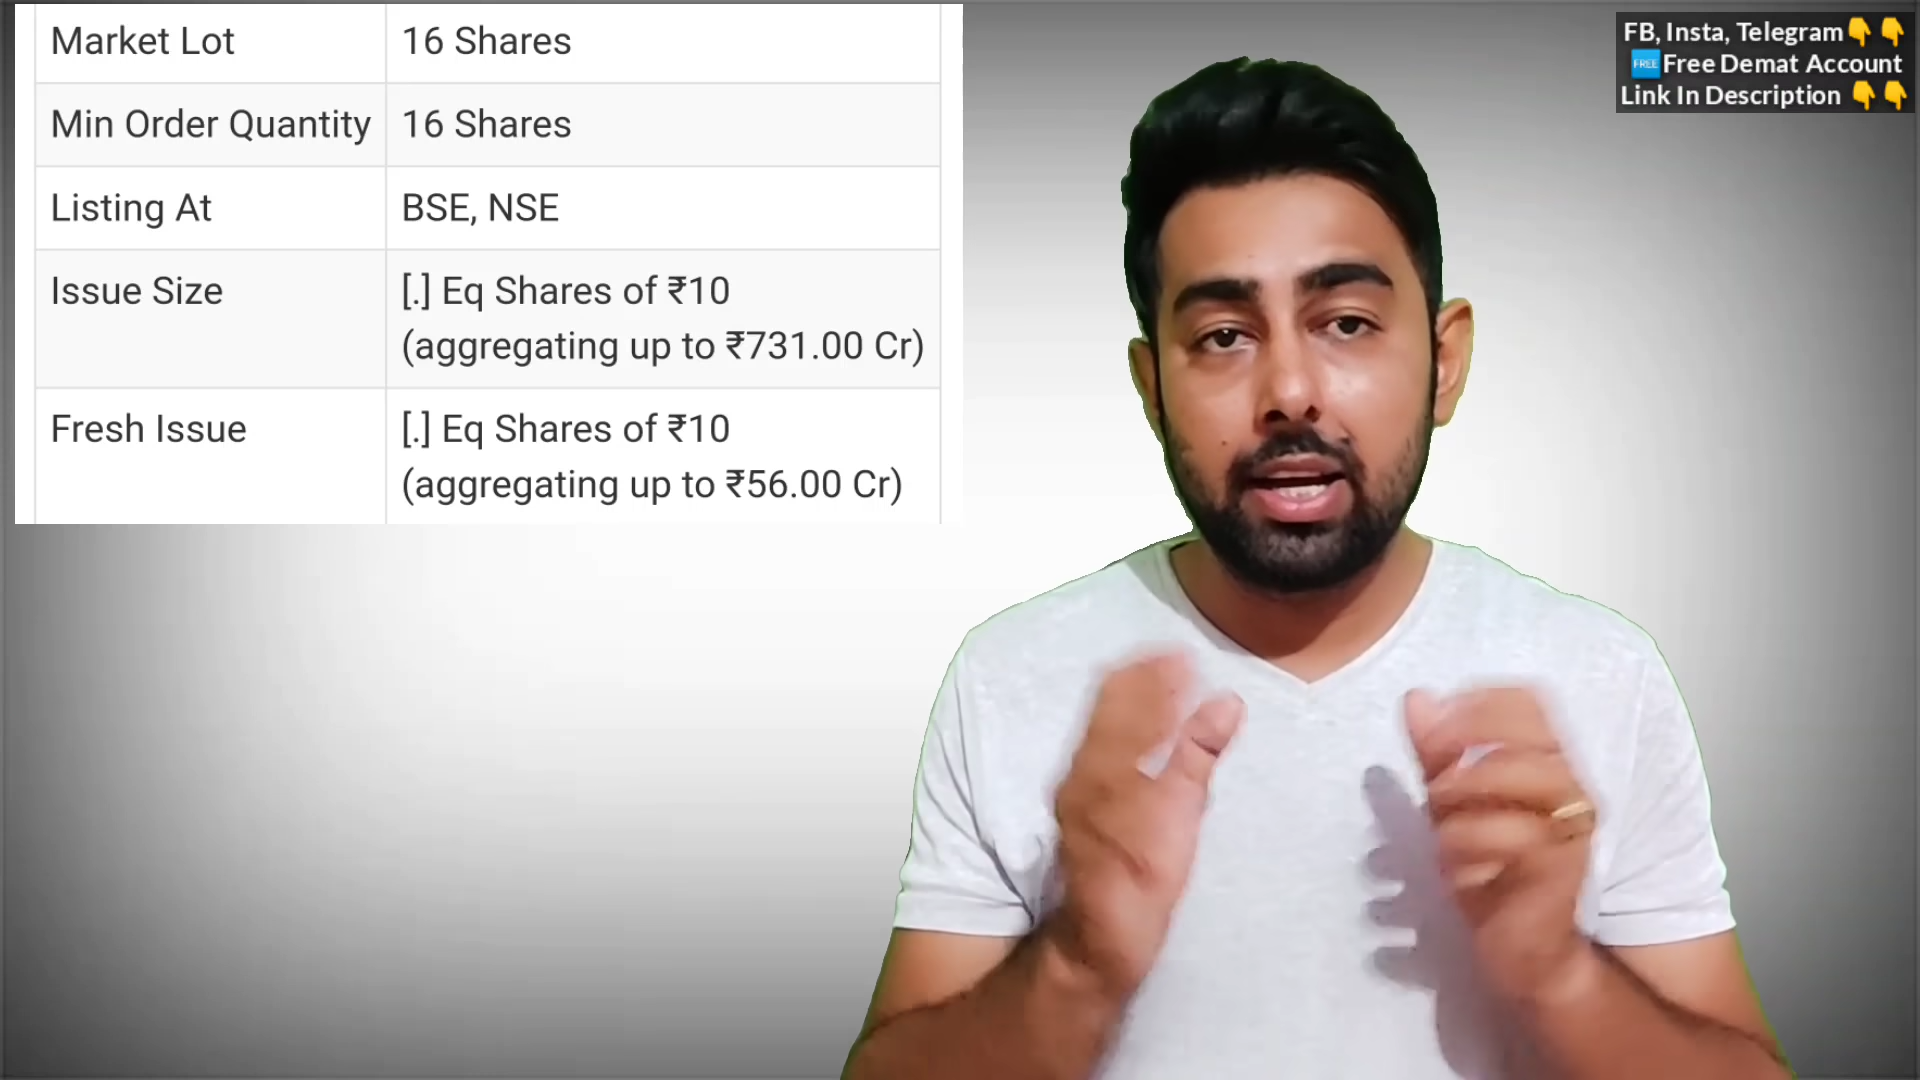 Market Lot 16 Shares
Min Order Quantity 16 Shares
Listing At BSE, NSE
Issue Size [.] Eq Shares of ₹10
(aggregating up to ₹731.00 Cr)
Fresh Issue [.] Eq Shares of ₹10
(aggregating up to ₹56.00 Cr)
FB, Insta, Telegram👇👇
🆓Free Demat Account
Link In Description 👇👇